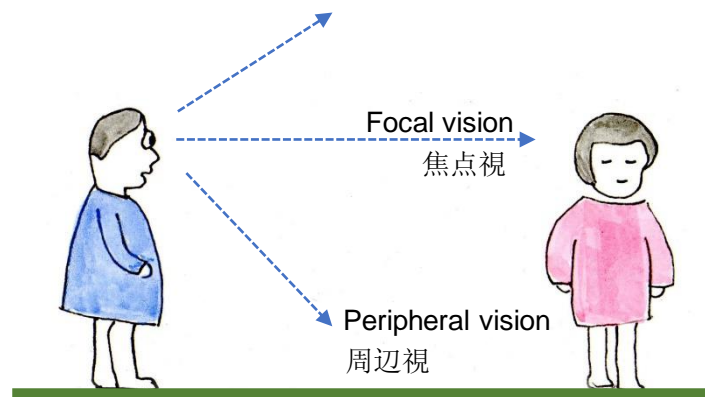 Focal vision
焦点視
Peripheral vision
周辺視